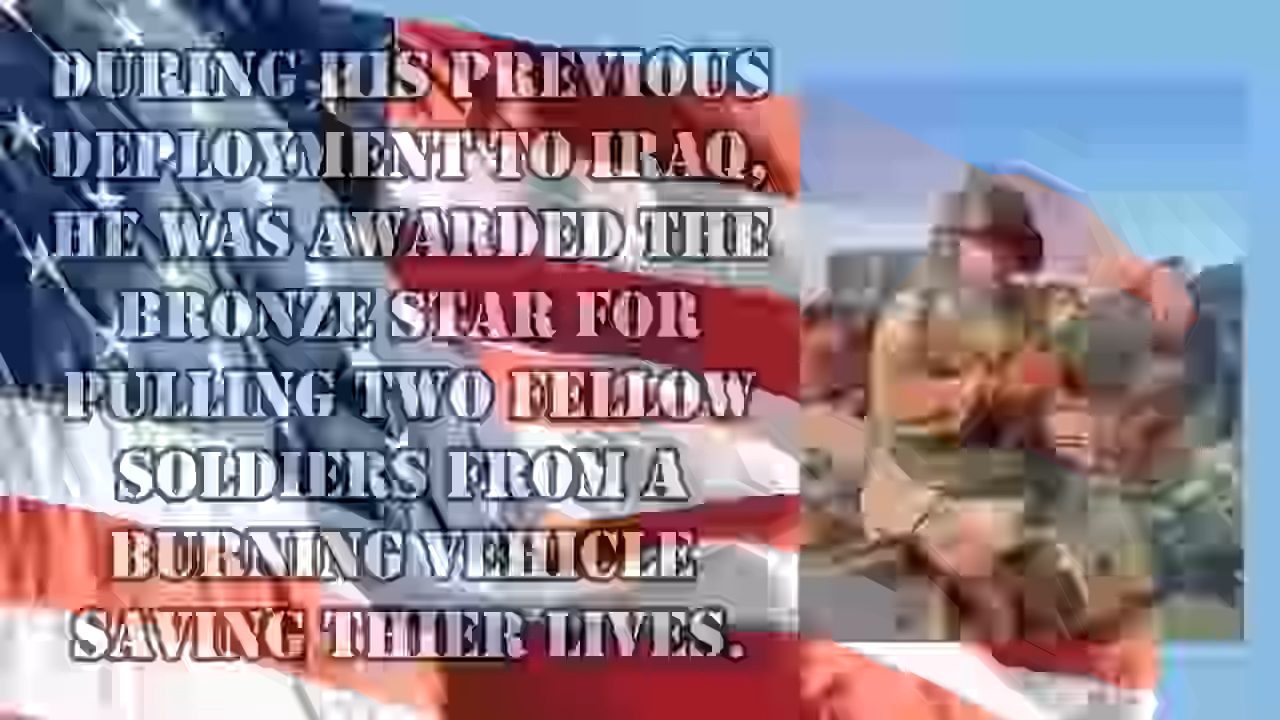 DURING HIS PREVIOUS
DEPLOYMENT TO IRAQ,
HE WAS AWARDED THE
BRONZE STAR FOR
PULLING TWO FELLOW
SOLDIERS FROM A
BURNING VEHICLE
SAVING THIER LIVES.